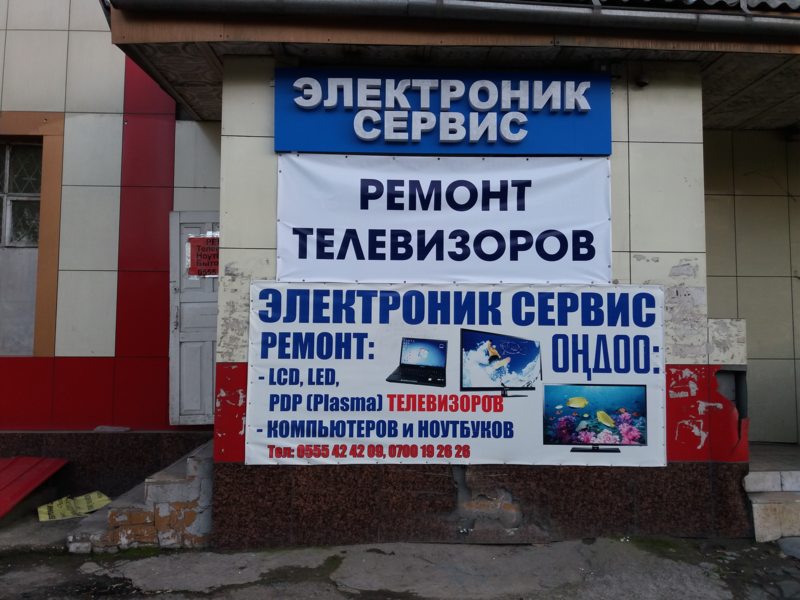 ЭЛЕКТРОНИК
СЕРВИС
РЕМОНТ
ТЕЛЕВИЗОРОВ
ЭЛЕКТРОНИК СЕРВИС
РЕМОНТ:
ОҢДОО:
- LCD, LED,
PDP (Plasma) ТЕЛЕВИЗОРОВ
- КОМПЬЮТЕРОВ и НОУТБУКОВ
Тел: 0555 42 42 09, 0700 19 26 26
0555